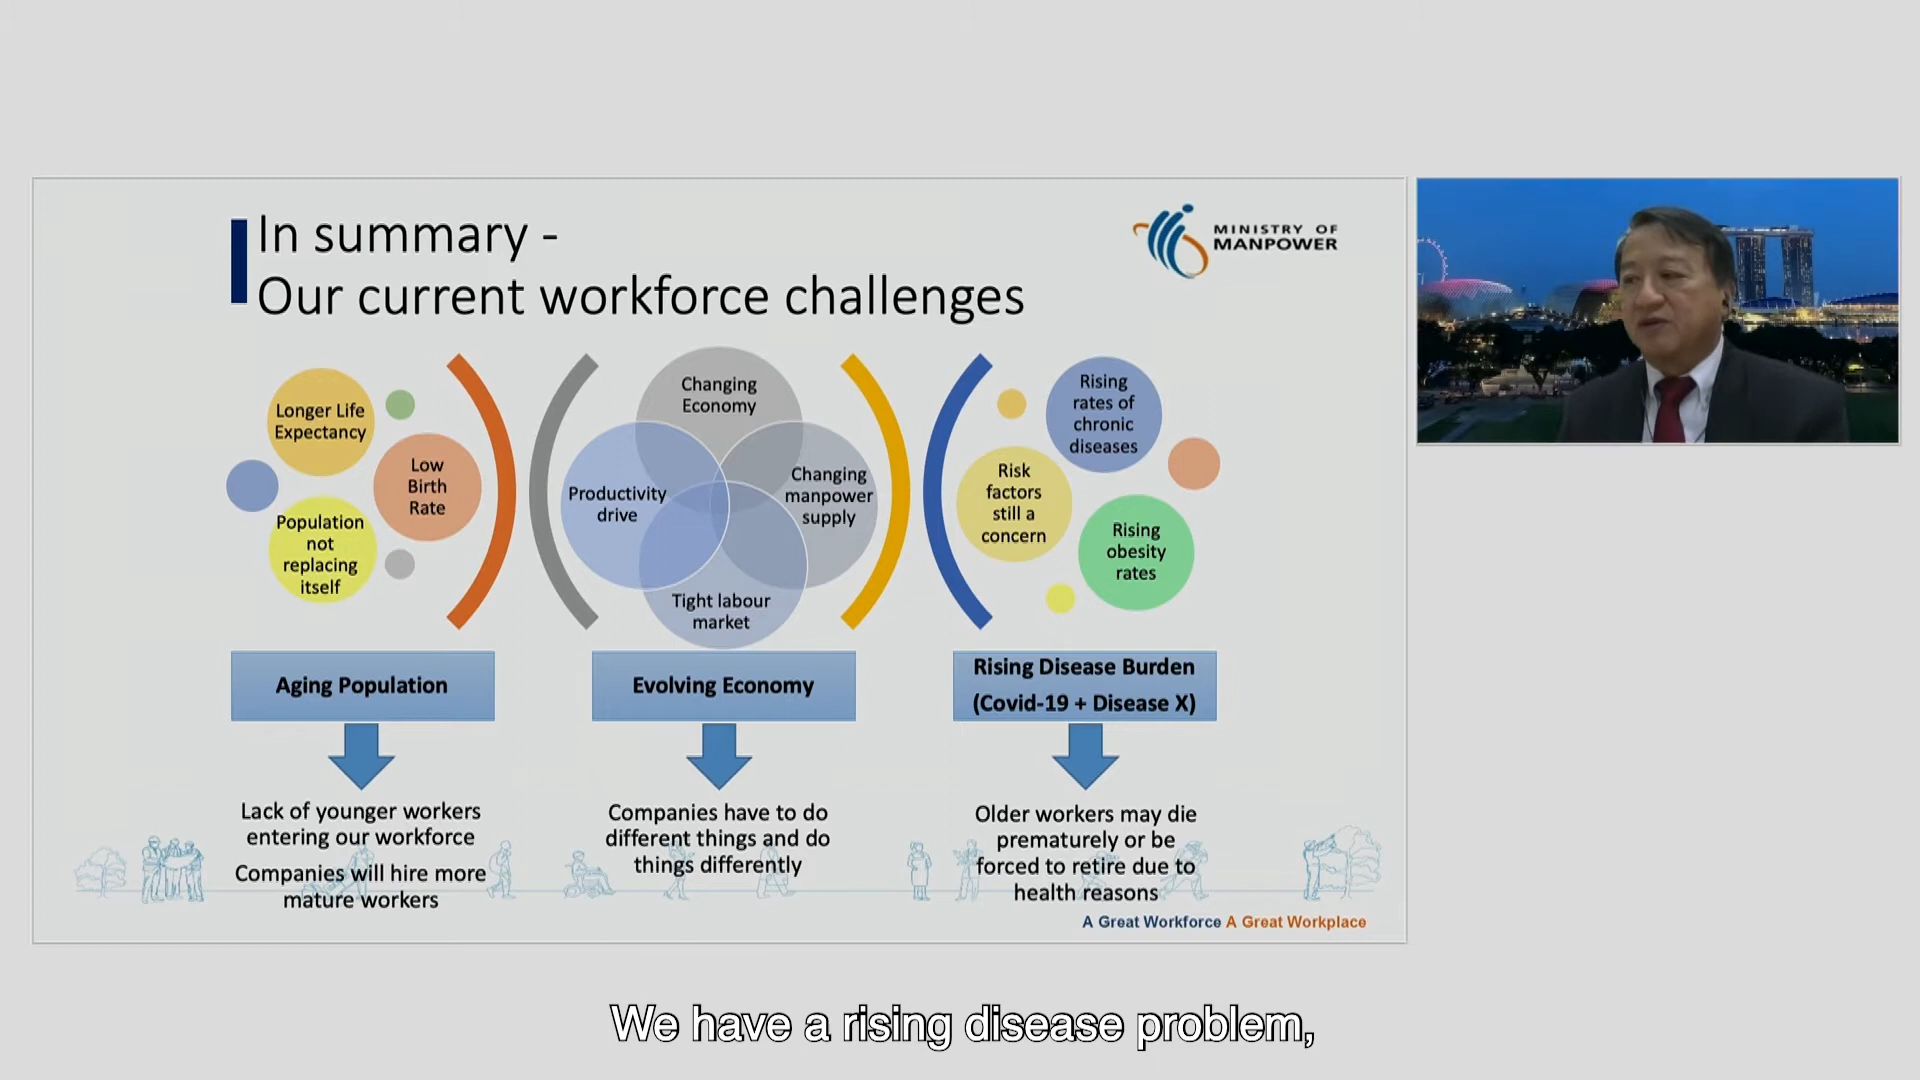 In summary -
Our current workforce challenges
MINISTRY OF
MANPOWER
Longer Life
Expectancy
Low
Birth
Rate
Population
not
replacing
itself
Changing
Economy
Productivity
drive
Changing
manpower
supply
Tight labour
market
Rising
rates of
chronic
diseases
Risk
factors
still a
concern
Rising
obesity
rates
Aging Population
Evolving Economy
Rising Disease Burden
(Covid-19 + Disease X)
Lack of younger workers
entering our workforce
Companies will hire more
mature workers
Companies have to do
different things and do
things differently
Older workers may die
prematurely or be
forced to retire due to
health reasons
A Great Workforce A Great Workplace
We have a rising disease problem,